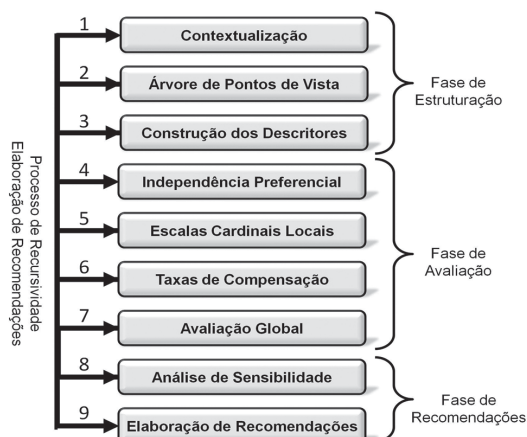 Processo de Recursividade
Elaboração de Recomendações
1
Contextualização
2
Árvore de Pontos de Vista
3
Construção dos Descritores
Fase de
Estruturação
4
Independência Preferencial
5
Escalas Cardinais Locais
6
Taxas de Compensação
7
Avaliação Global
Fase de
Avaliação
8
Análise de Sensibilidade
9
Elaboração de Recomendações
Fase de
Recomendações